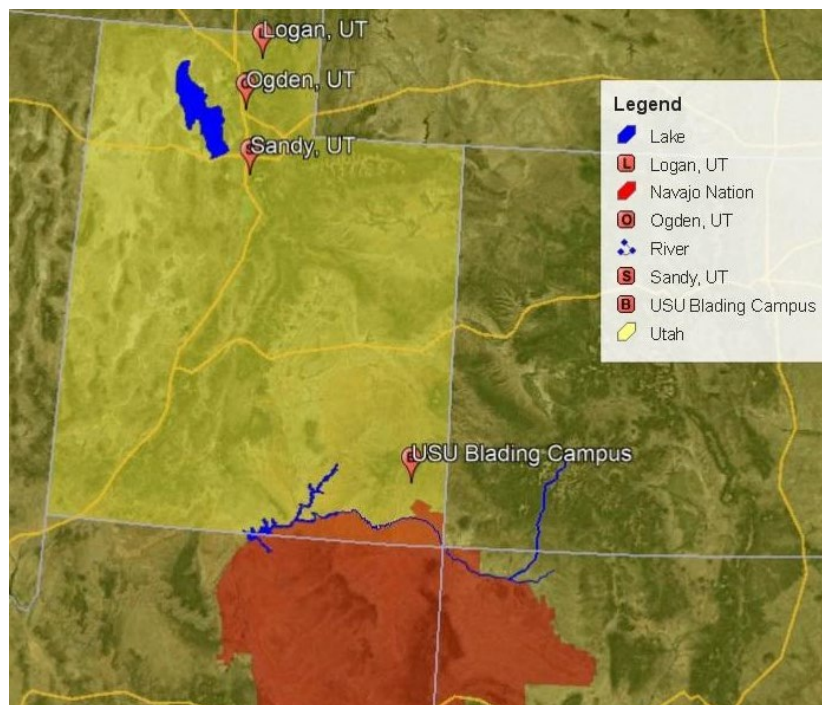 Logan, UT
Ogden, UT
Sandy, UT
USU Blading Campus
Legend
Lake
L Logan, UT
Navajo Nation
O Ogden, UT
River
S Sandy, UT
B USU Blading Campus
Utah